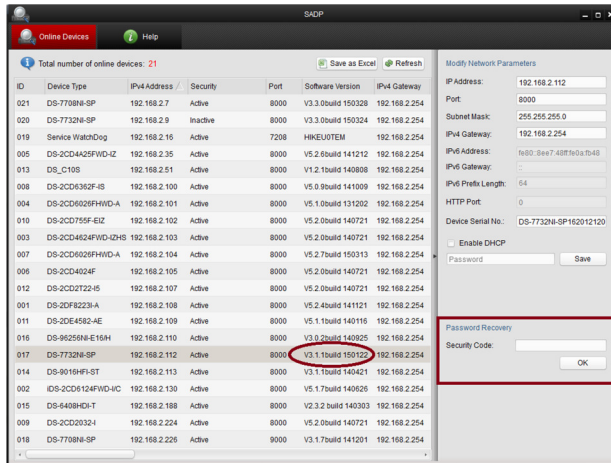 SADP
Online Devices
Help
Total number of online devices: 21
Save as Excel
Refresh
ID Device Type IPv4 Address Security Port Software Version IPv4 Gateway
021 DS-7708NI-SP 192.168.2.7 Active 8000 V3.3.0build 150328 192.168.2.254
020 DS-7732NI-SP 192.168.2.9 Inactive 8000 V3.3.0build 150324 192.168.2.254
019 Service WatchDog 192.168.2.16 Active 7208 HIKEU0TEM 192.168.2.254
005 DS-2CD4A25FWD-IZ 192.168.2.35 Active 8000 V5.2.6build 141212 192.168.2.254
013 DS_C10S 192.168.2.51 Active 8000 V1.2.1build 140808 192.168.2.254
008 DS-2CD6362F-IS 192.168.2.100 Active 8000 V5.0.9build 141009 192.168.2.254
004 DS-2CD6026FHWD-A 192.168.2.101 Active 8000 V5.1.0build 131202 192.168.2.254
010 DS-2CD755F-EIZ 192.168.2.102 Active 8000 V5.2.0build 140721 192.168.2.254
003 DS-2CD4624FWD-IZHS 192.168.2.103 Active 8000 V5.2.0build 140721 192.168.2.254
007 DS-2CD6026FHWD-A 192.168.2.104 Active 8000 V5.2.7build 150313 192.168.2.254
006 DS-2CD4024F 192.168.2.105 Active 8000 V5.2.0build 140721 192.168.2.254
012 DS-2CD2T22-I5 192.168.2.107 Active 8000 V5.2.0build 140721 192.168.2.254
001 DS-2DF8223I-A 192.168.2.108 Active 8000 V5.2.4build 141121 192.168.2.254
011 DS-2DE4582-AE 192.168.2.109 Active 8000 V5.1.1build 140116 192.168.2.254
016 DS-96256NI-E16/H 192.168.2.110 Active 8000 V3.0.2build 140925 192.168.2.254
017 DS-7732NI-SP 192.168.2.112 Active 8000 V3.1.1build 150122 192.168.2.254
014 DS-9016HFI-ST 192.168.2.113 Active 8000 V3.1.1build 140421 192.168.2.254
002 iDS-2CD6124FWD-I/C 192.168.2.130 Active 8000 V5.1.7build 140626 192.168.2.254
015 DS-6408HDI-T 192.168.2.188 Active 8000 V2.3.2 build 140303 192.168.2.254
009 DS-2CD2032-I 192.168.2.224 Active 8000 V5.2.0build 140721 192.168.2.254
018 DS-7708NI-SP 192.168.2.226 Active 9000 V3.1.7build 141201 192.168.2.254
Modify Network Parameters
IP Address: 192.168.2.112
Port: 8000
Subnet Mask: 255.255.255.0
IPv4 Gateway: 192.168.2.254
IPv6 Address: fe80::8ee7:48ff:fe0a:fb48
IPv6 Gateway: ::
IPv6 Prefix Length: 64
HTTP Port: 0
Device Serial No.: DS-7732NI-SP162012120
Enable DHCP
Password Save
Password Recovery
Security Code:
OK